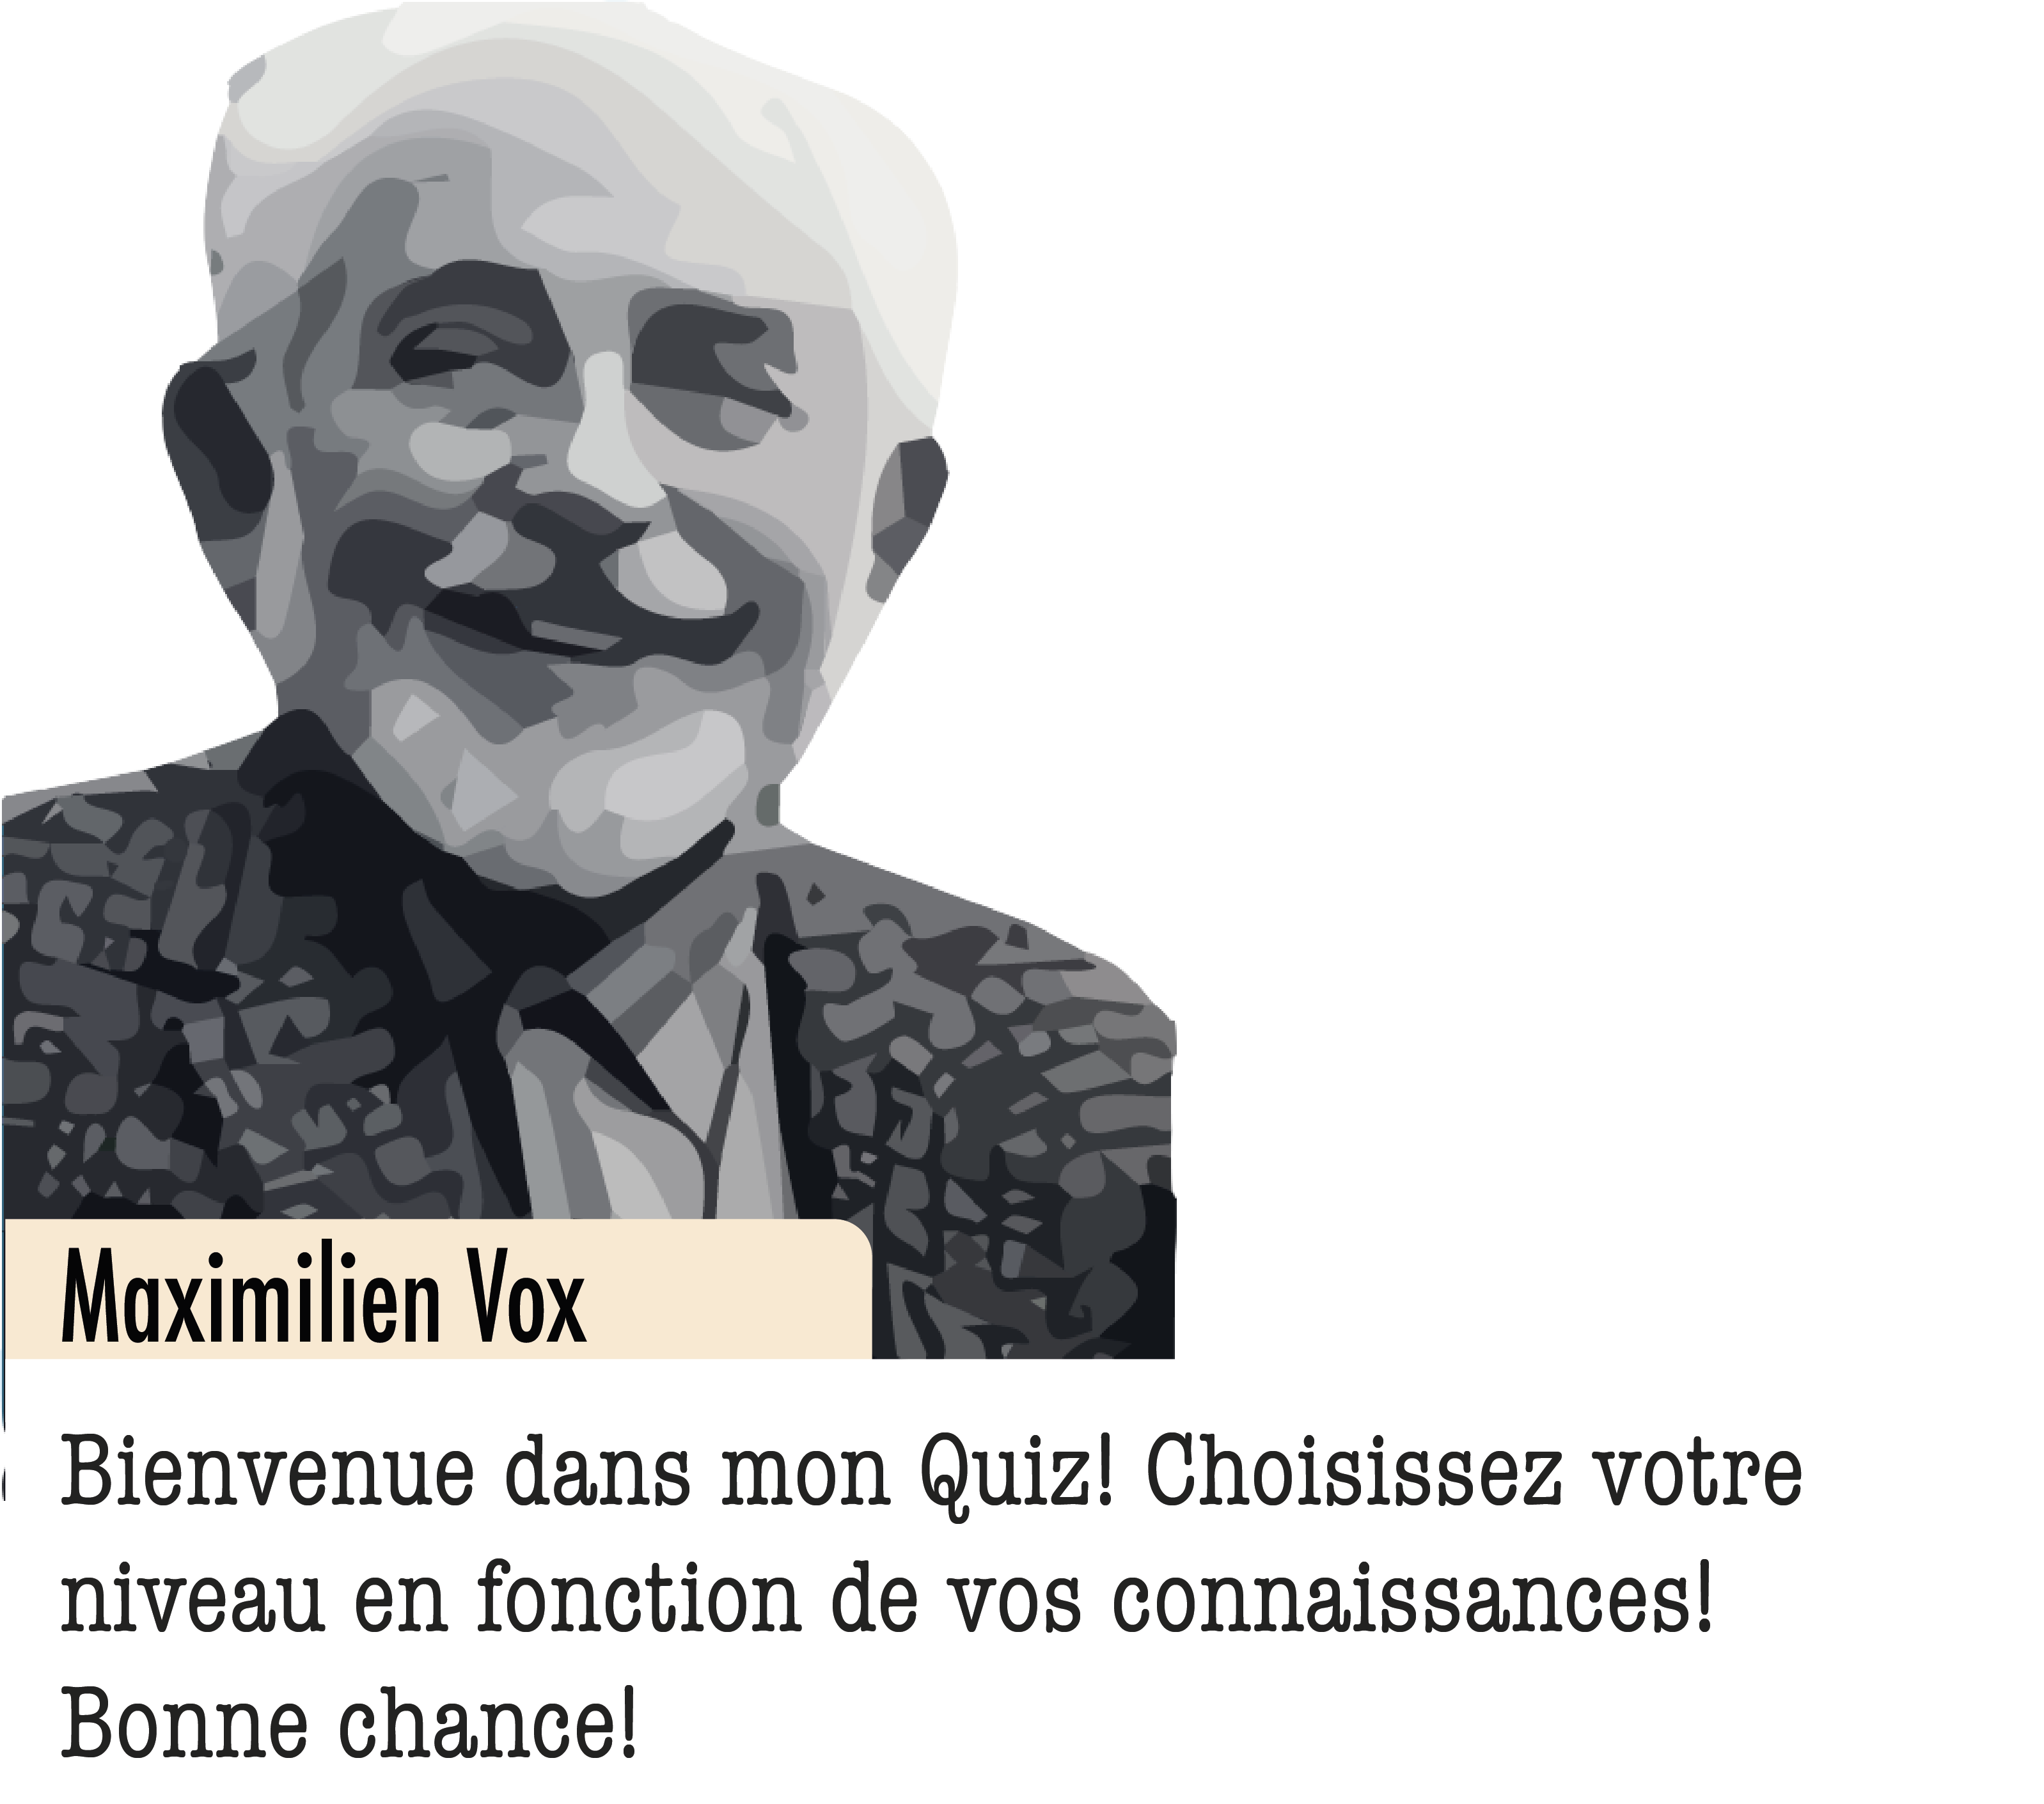 Maximilien Vox
Bienvenue dans mon Quiz! Choisissez votre
niveau en fonction de vos connaissances!
Bonne chance!